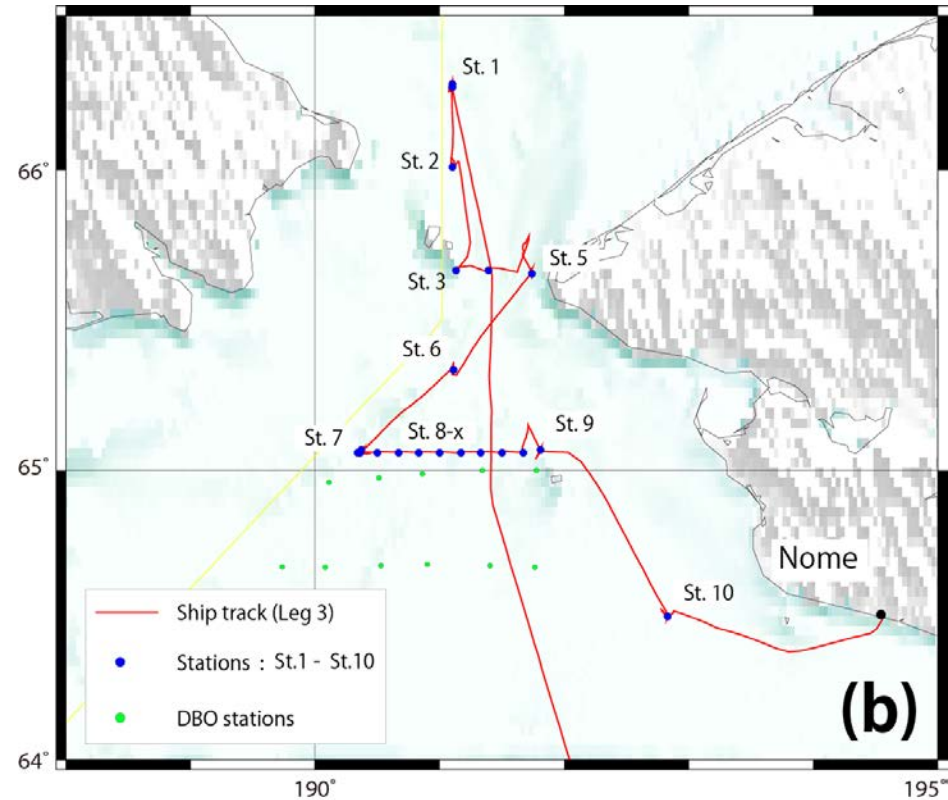 St. 1
66°
St. 2
St. 5
St. 3
St. 6
St. 7
St. 8-x
St. 9
65°
Nome
St. 10
Ship track (Leg 3)
Stations : St.1 - St.10
DBO stations
(b)
64°
190°
195°